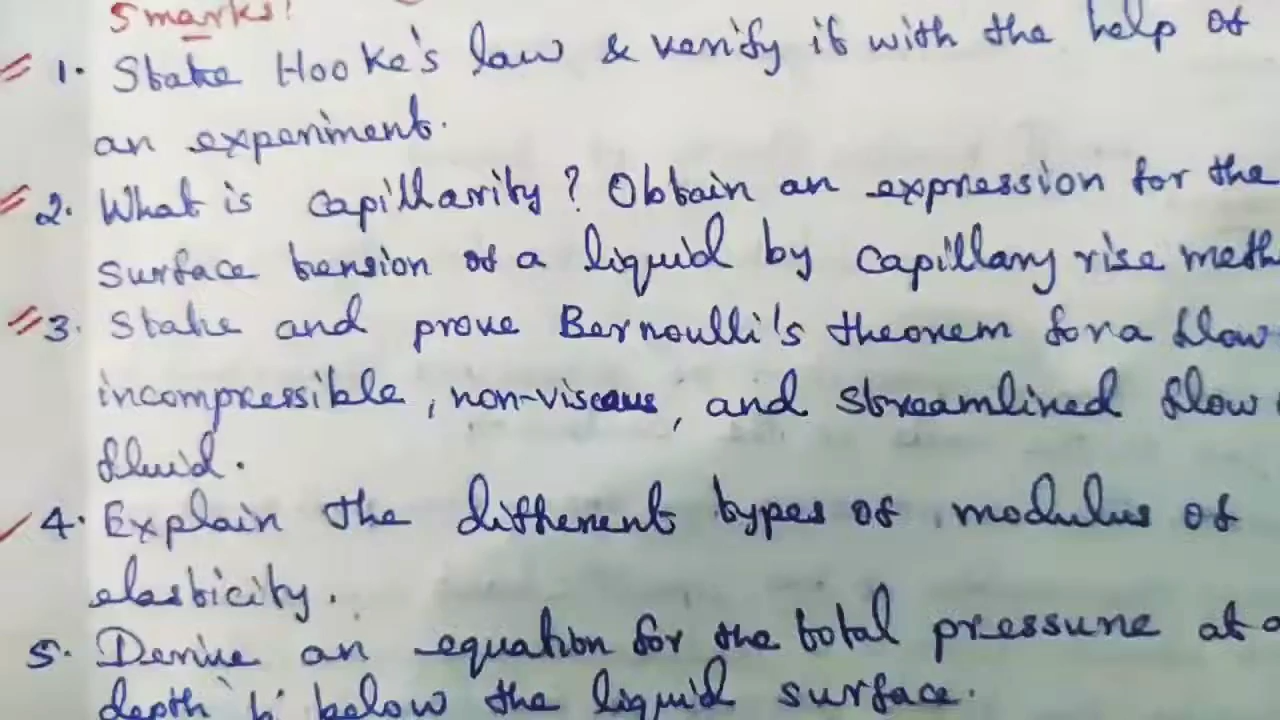 5 marks!
1. State Hooke's law & verify it with the help of
an experiment.
2. What is capillarity? Obtain an expression for the
surface tension of a liquid by capillary rise meth
3. State and prove Bernoulli's theorem for a flow
incompressible, non-viscous, and streamlined flow
fluid.
4. Explain the different types of modulus of
elasticity.
5. Derive an equation for the total pressure at a
depth 'h' below the liquid surface.